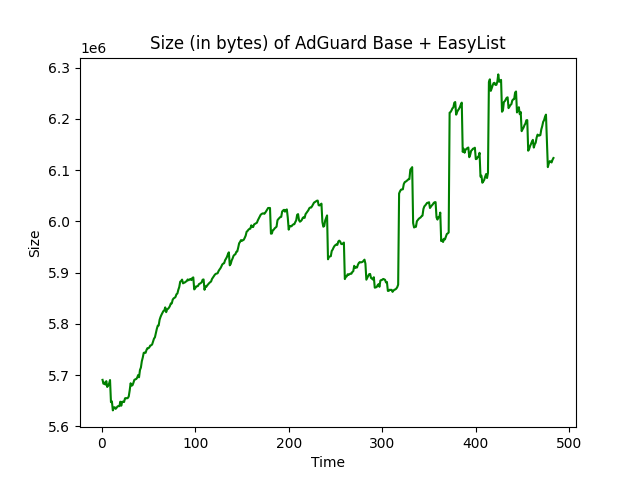 Size (in bytes) of AdGuard Base + EasyList
1e6
6.3
6.2
6.1
6.0
5.9
5.8
5.7
5.6
Size
0 100 200 300 400 500
Time